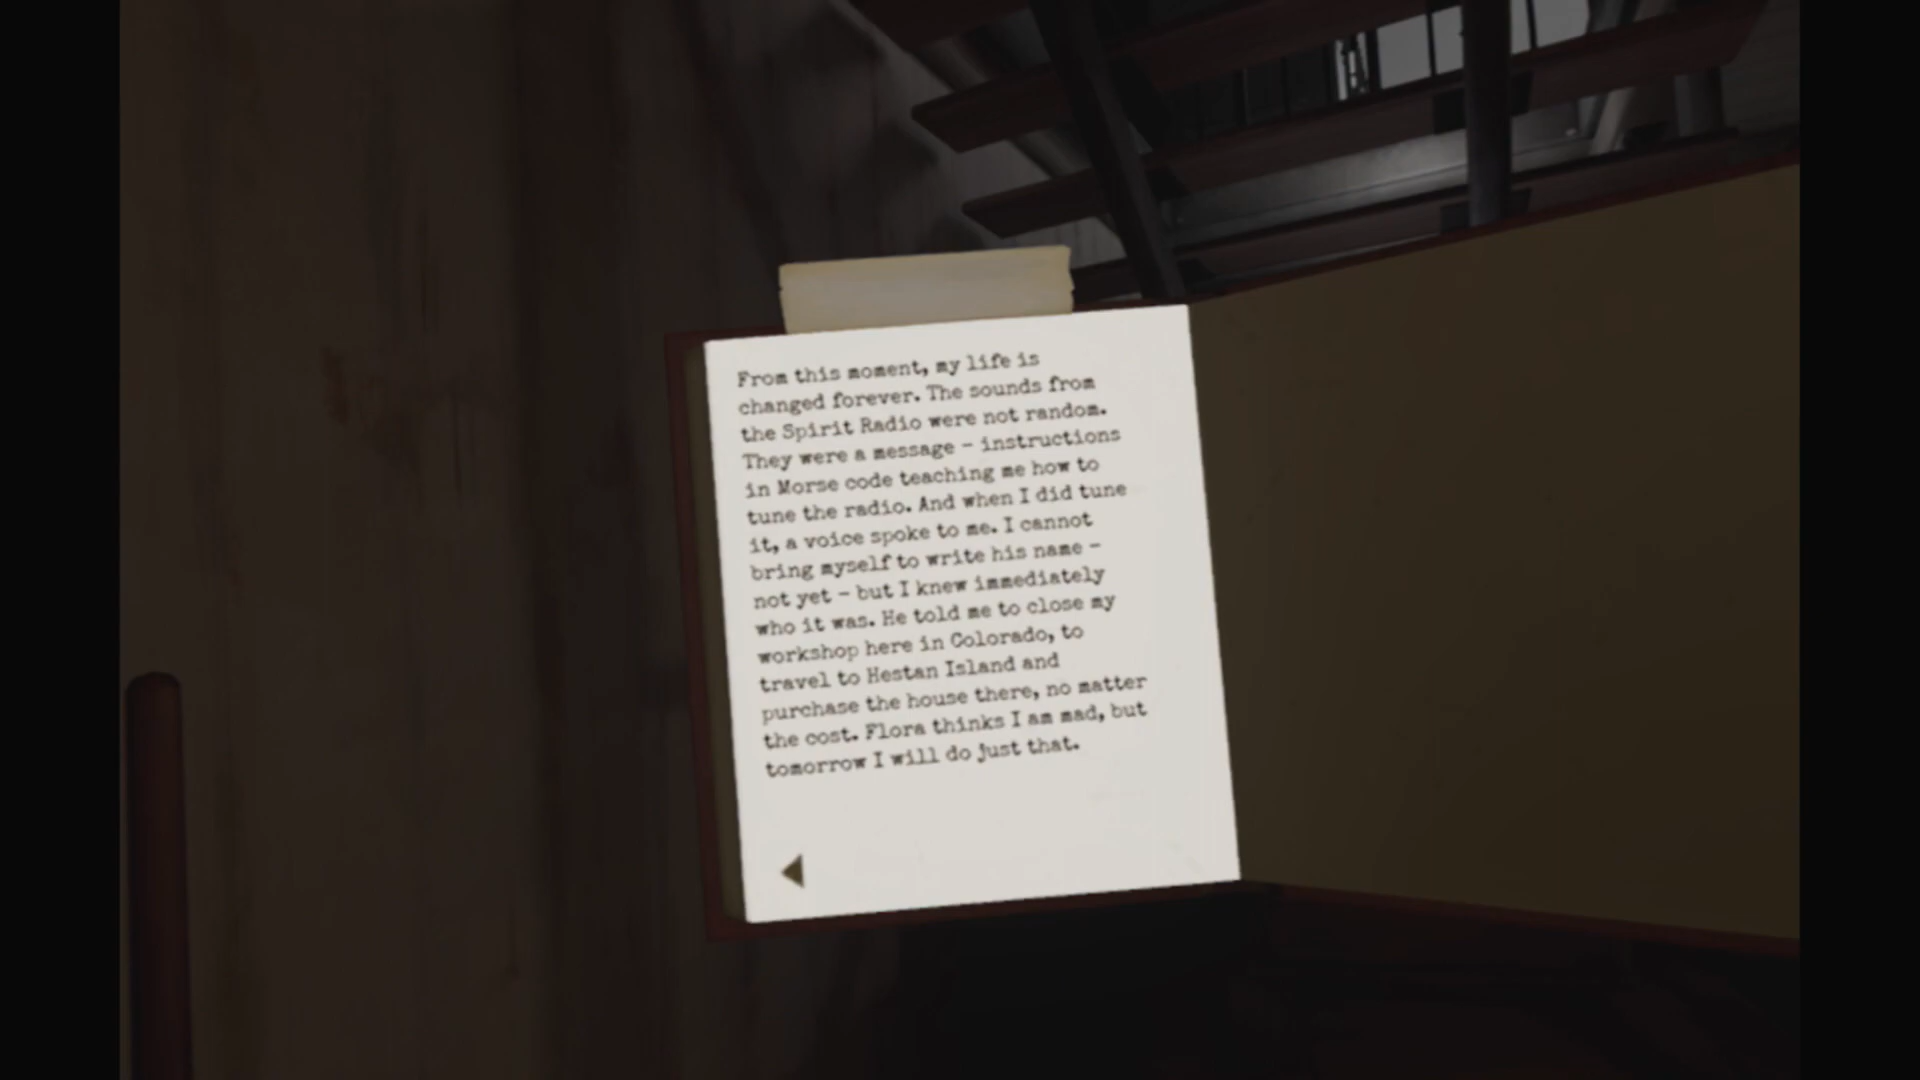 From this moment, my life is
changed forever. The sounds from
the Spirit Radio were not random.
They were a message - instructions
in Morse code teaching me how to
tune the radio. And when I did tune
it, a voice spoke to me. I cannot
bring myself to write his name -
not yet - but I knew immediately
who it was. He told me to close my
workshop here in Colorado, to
travel to Hestan Island and
purchase the house there, no matter
the cost. Flora thinks I am mad, but
tomorrow I will do just that.